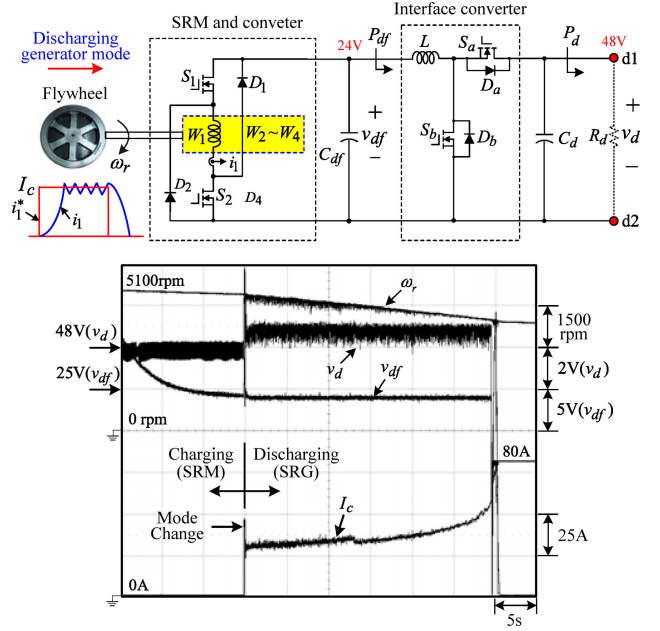 SRM and conveter
Interface converter
Discharging
generator mode
24V
P_df
L
S_a
P_d
48V
d1
S_1
D_1
D_a
Flywheel
W_1
W_2~W_4
+
v_df
−
S_b
D_b
+
R_d
v_d
−
ω_r
i_1
C_df
C_d
I_c
i_1^*
i_1
D_2
S_2
D_4
d2
5100rpm
ω_r
1500
rpm
48V(v_d)
v_d
v_df
2V(v_d)
25V(v_df)
5V(v_df)
0 rpm
Charging
(SRM)
Discharging
(SRG)
80A
Mode
Change
I_c
25A
0A
5s